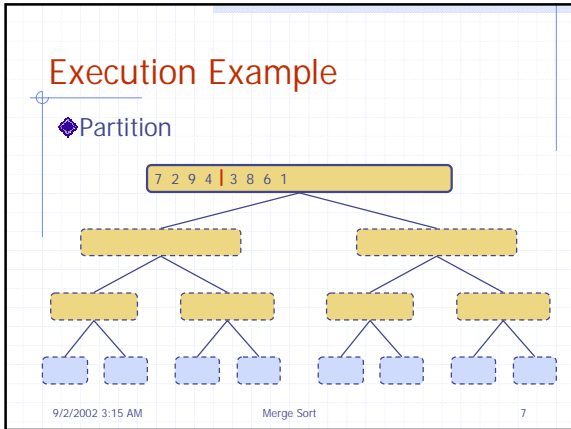 Execution Example
Partition
7 2 9 4 | 3 8 6 1
9/2/2002 3:15 AM Merge Sort 7